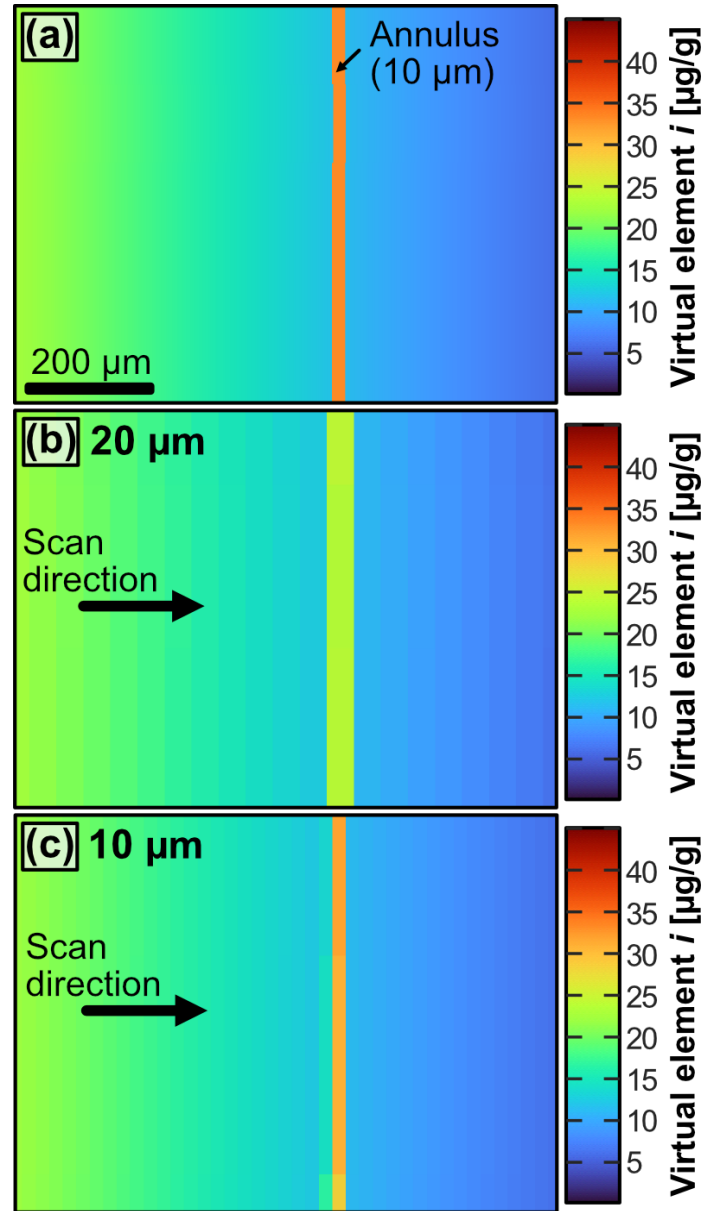 (a)
Annulus
(10 µm)
200 µm
40
35
30
25
20
15
10
5
Virtual element i [µg/g]
(b) 20 µm
Scan
direction
40
35
30
25
20
15
10
5
Virtual element i [µg/g]
(c) 10 µm
Scan
direction
40
35
30
25
20
15
10
5
Virtual element i [µg/g]